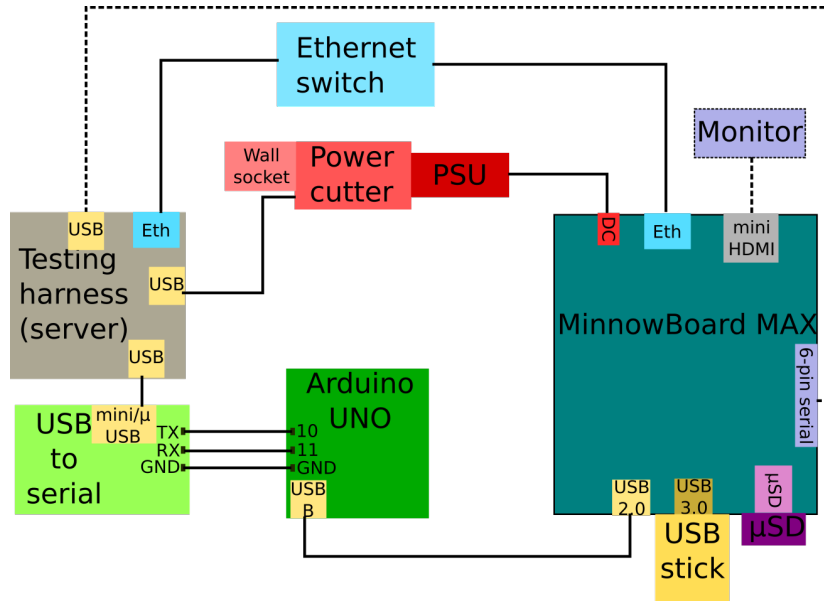 Ethernet
switch
Monitor
Wall
socket
Power
cutter
PSU
USB
Eth
DC
Eth
mini
HDMI
Testing
harness
(server)
USB
USB
MinnowBoard MAX
6-pin serial
Arduino
UNO
mini/µ
USB
USB
to
serial
TX
RX
GND
10
11
GND
USB
B
USB
2.0
USB
3.0
µSD
USB
stick
µSD